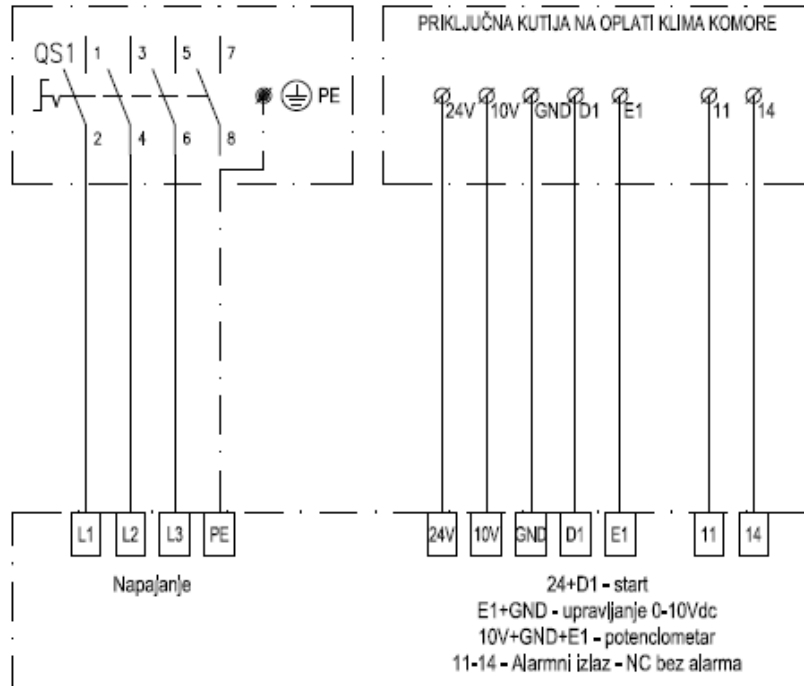 PRIKLJUČNA KUTIJA NA OPLATI KLIMA KOMORE
QS1 1 3 5 7
PE
2 4 6 8
24V 10V GND D1 E1 11 14
L1 L2 L3 PE
24V 10V GND D1 E1 11 14
Napajanje
24+D1 - start
E1+GND - upravljanje 0-10Vdc
10V+GND+E1 - potenciometar
11-14 - Alarmni izlaz - NC bez alarma